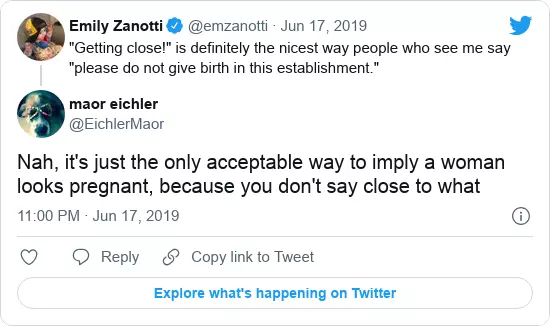 Emily Zanotti @emzanotti · Jun 17, 2019
"Getting close!" is definitely the nicest way people who see me say
"please do not give birth in this establishment."
maor eichler
@EichlerMaor
Nah, it's just the only acceptable way to imply a woman
looks pregnant, because you don't say close to what
11:00 PM · Jun 17, 2019
Reply Copy link to Tweet
Explore what's happening on Twitter